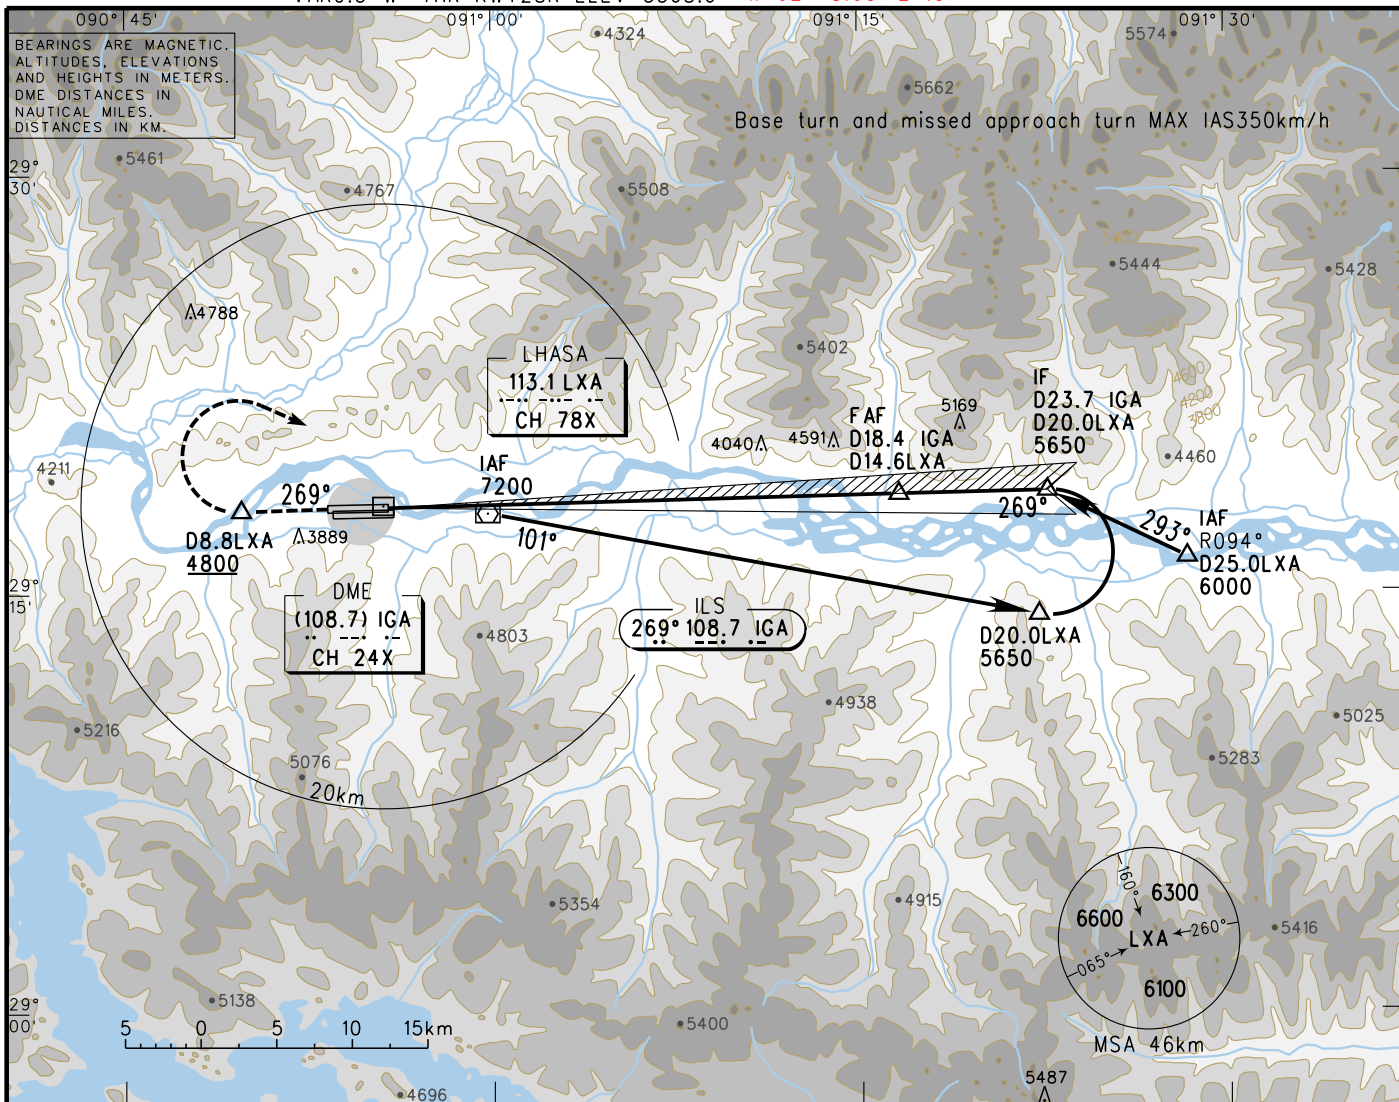 090° 45'
091° 00'
091° 15'
091° 30'
BEARINGS ARE MAGNETIC.
ALTITUDES, ELEVATIONS
AND HEIGHTS IN METERS.
DME DISTANCES IN
NAUTICAL MILES.
DISTANCES IN KM.
4324
5574
5662
Base turn and missed approach turn MAX IAS350km/h
5461
29°
30'
4767
5508
5444
5428
4788
5402
LHASA
113.1 LXA
CH 78X
4600
4200
3800
IF
D23.7 IGA
D20.0LXA
5650
5169
FAF
D18.4 IGA
D14.6LXA
4040
4591
4460
4211
IAF
7200
269°
269°
101°
293°
IAF
R094°
D25.0LXA
6000
D8.8LXA
4800
3889
29°
15'
DME
(108.7) IGA
CH 24X
ILS
269° 108.7 IGA
4803
D20.0LXA
5650
4938
5025
5216
5283
5076
20km
160°
6300
6600
LXA
260°
065°
6100
MSA 46km
4915
5354
5416
5138
29°
00'
5 0 5 10 15km
5400
5487
4696